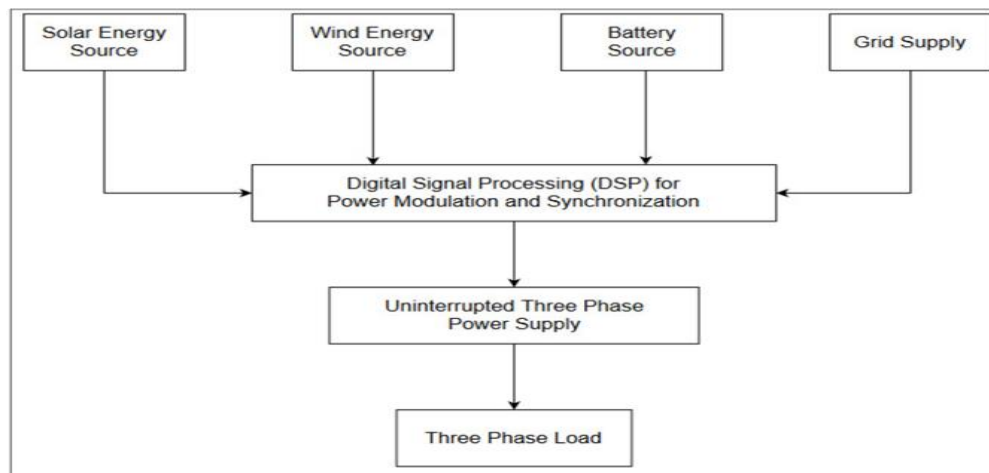 Solar Energy
Source
Wind Energy
Source
Battery
Source
Grid Supply
Digital Signal Processing (DSP) for
Power Modulation and Synchronization
Uninterrupted Three Phase
Power Supply
Three Phase Load